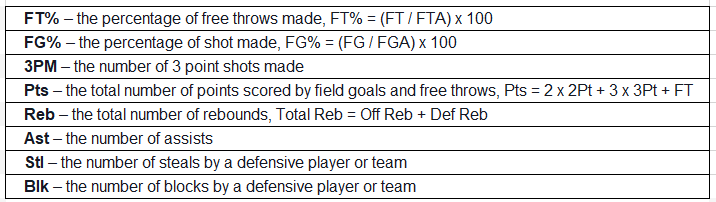 FT% – the percentage of free throws made, FT% = (FT / FTA) x 100
FG% – the percentage of shot made, FG% = (FG / FGA) x 100
3PM – the number of 3 point shots made
Pts – the total number of points scored by field goals and free throws, Pts = 2 x 2Pt + 3 x 3Pt + FT
Reb – the total number of rebounds, Total Reb = Off Reb + Def Reb
Ast – the number of assists
Stl – the number of steals by a defensive player or team
Blk – the number of blocks by a defensive player or team